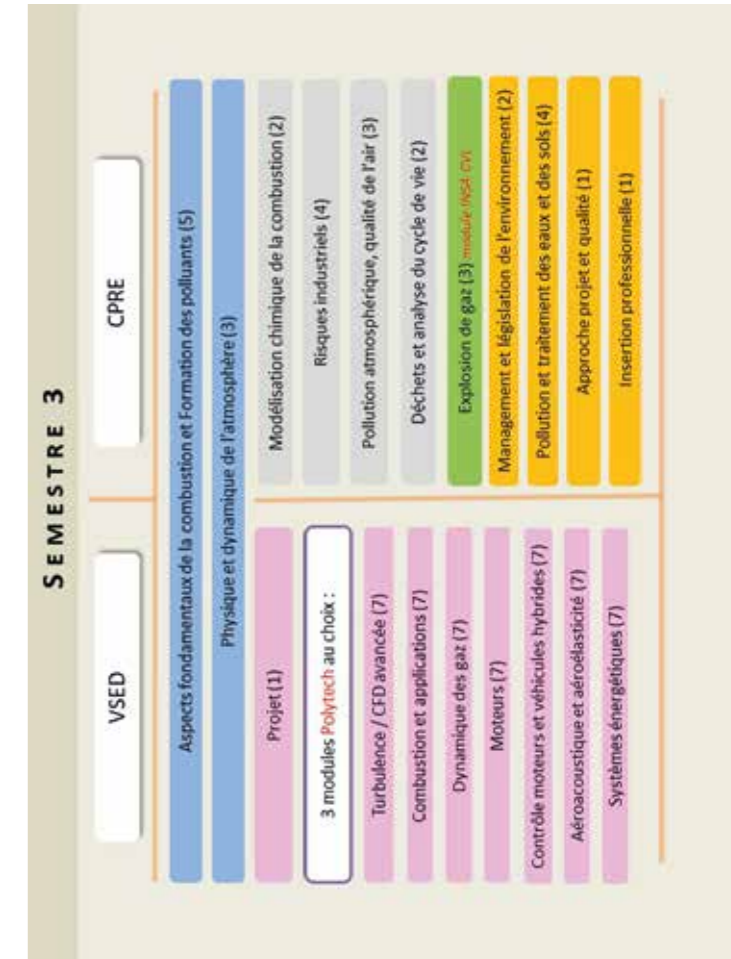 SEMESTRE 3
VSED
CPRE
Aspects fondamentaux de la combustion et Formation des polluants (5)
Physique et dynamique de l'atmosphère (3)
Projet (1)
3 modules Polytech au choix :
Turbulence / CFD avancée (7)
Combustion et applications (7)
Dynamique des gaz (7)
Moteurs (7)
Contrôle moteurs et véhicules hybrides (7)
Aéroacoustique et aéroélasticité (7)
Systèmes énergétiques (7)
Modélisation chimique de la combustion (2)
Risques industriels (4)
Pollution atmosphérique, qualité de l'air (3)
Déchets et analyse du cycle de vie (2)
Explosion de gaz (3) module INSA CVL
Management et législation de l'environnement (2)
Pollution et traitement des eaux et des sols (4)
Approche projet et qualité (1)
Insertion professionnelle (1)